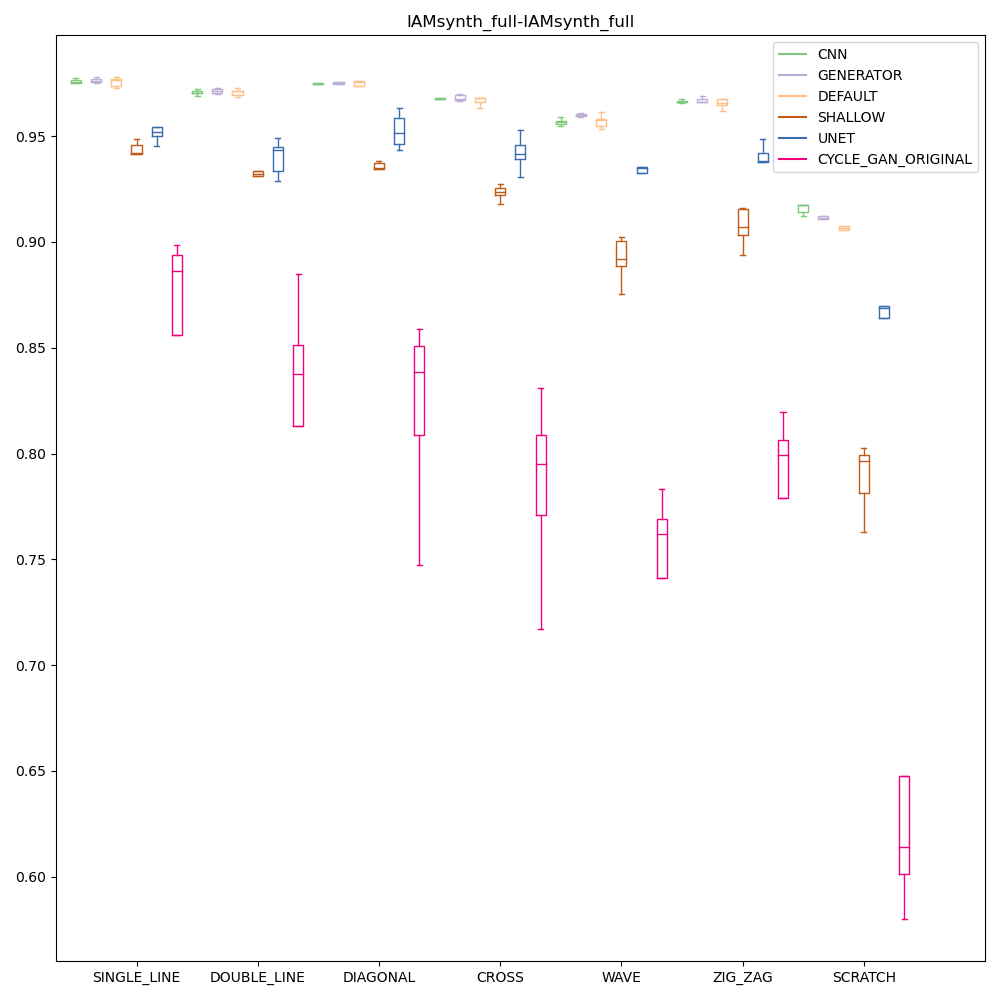 IAMsynth_full-IAMsynth_full
CNN
GENERATOR
DEFAULT
SHALLOW
UNET
CYCLE_GAN_ORIGINAL
0.95
0.90
0.85
0.80
0.75
0.70
0.65
0.60
SINGLE_LINE DOUBLE_LINE DIAGONAL CROSS WAVE ZIG_ZAG SCRATCH